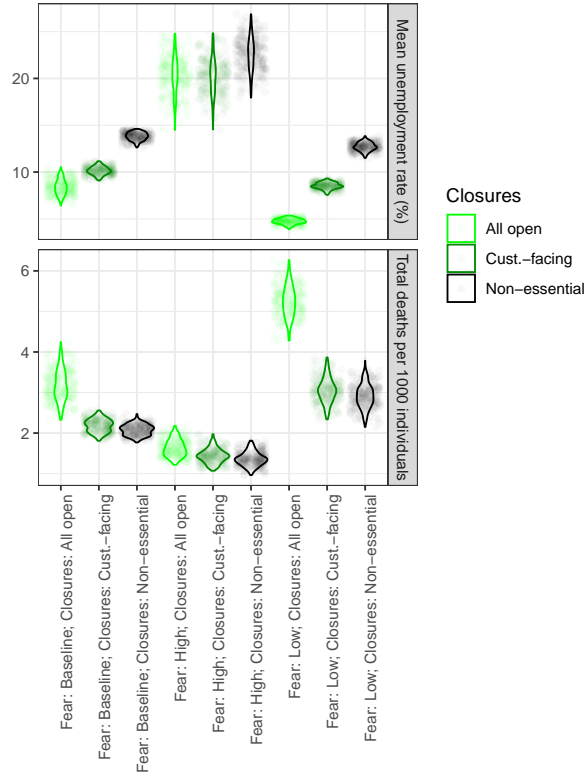 Mean unemployment rate (%)
20
10
Total deaths per 1000 individuals
6
4
2
Fear: Baseline; Closures: All open
Fear: Baseline; Closures: Cust.−facing
Fear: Baseline; Closures: Non−essential
Fear: High; Closures: All open
Fear: High; Closures: Cust.−facing
Fear: High; Closures: Non−essential
Fear: Low; Closures: All open
Fear: Low; Closures: Cust.−facing
Fear: Low; Closures: Non−essential
Closures
All open
Cust.−facing
Non−essential